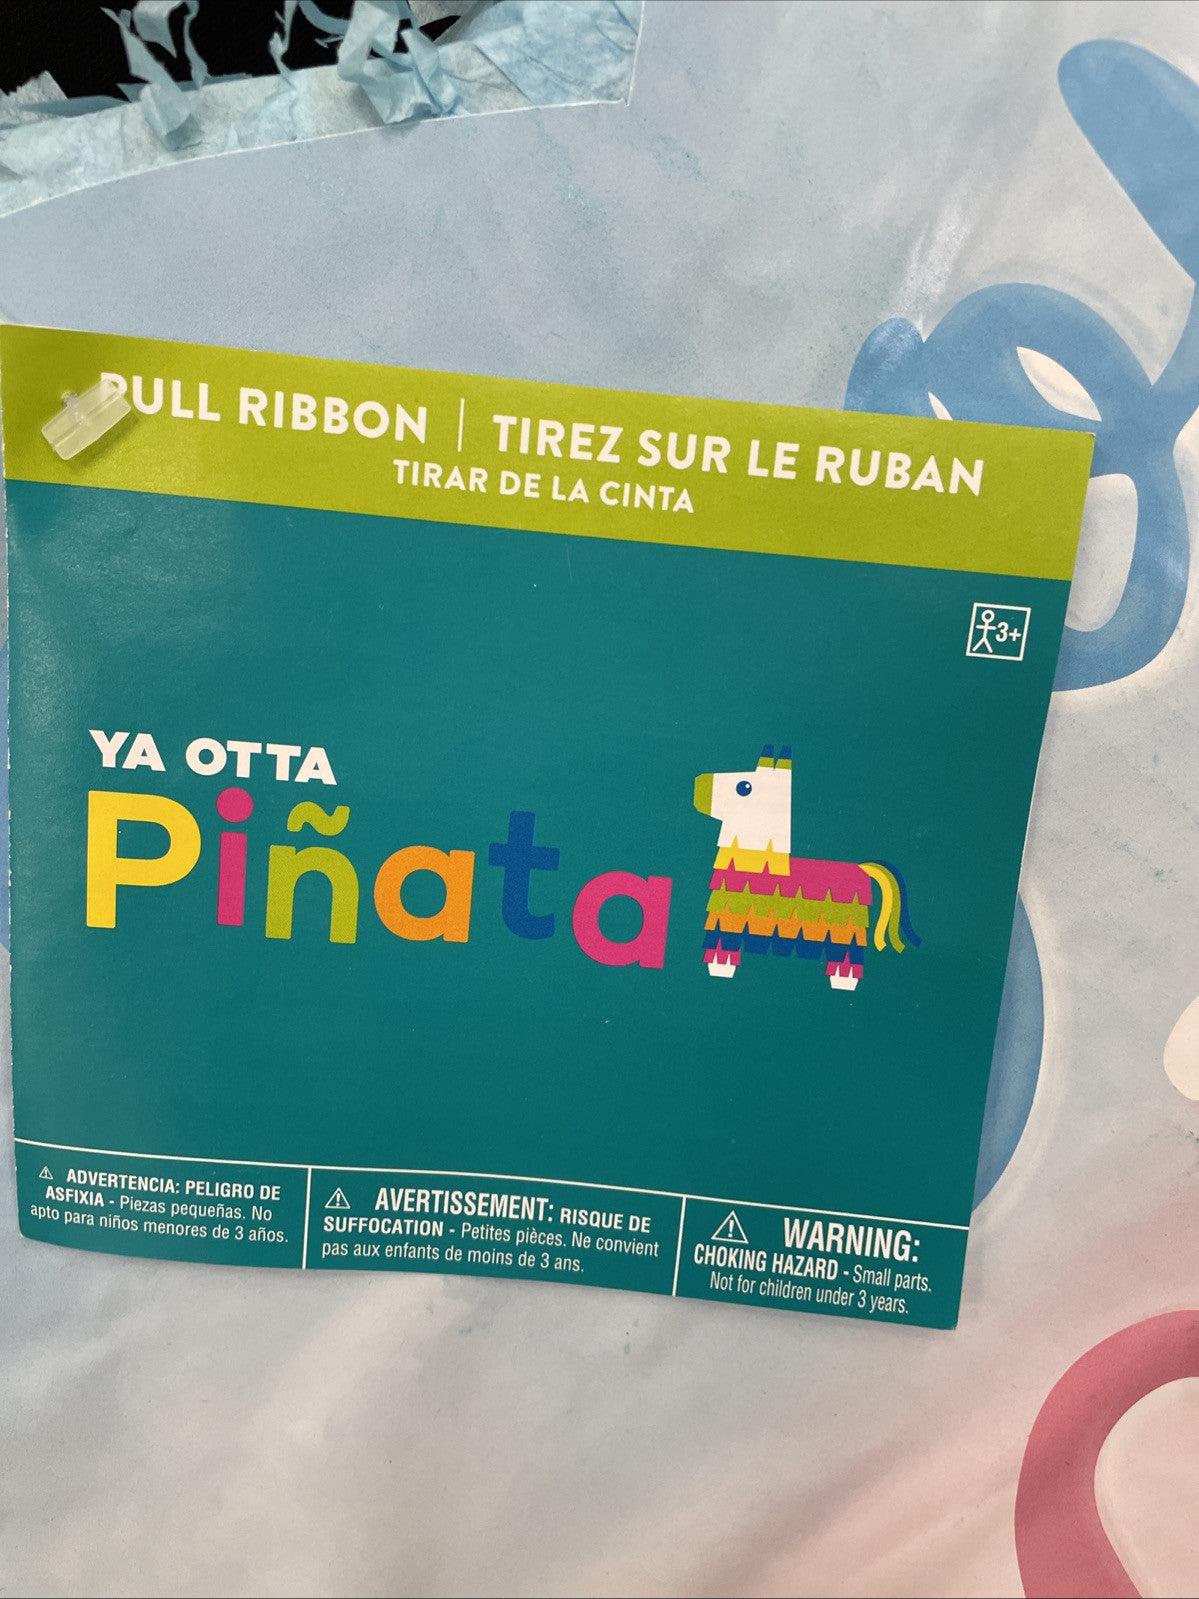 PULL RIBBON | TIREZ SUR LE RUBAN
TIRAR DE LA CINTA
3+
YA OTTA
Piñata
ADVERTENCIA: PELIGRO DE
ASFIXIA - Piezas pequeñas. No
apto para niños menores de 3 años.
AVERTISSEMENT: RISQUE DE
SUFFOCATION - Petites pièces. Ne convient
pas aux enfants de moins de 3 ans.
WARNING:
CHOKING HAZARD - Small parts.
Not for children under 3 years.